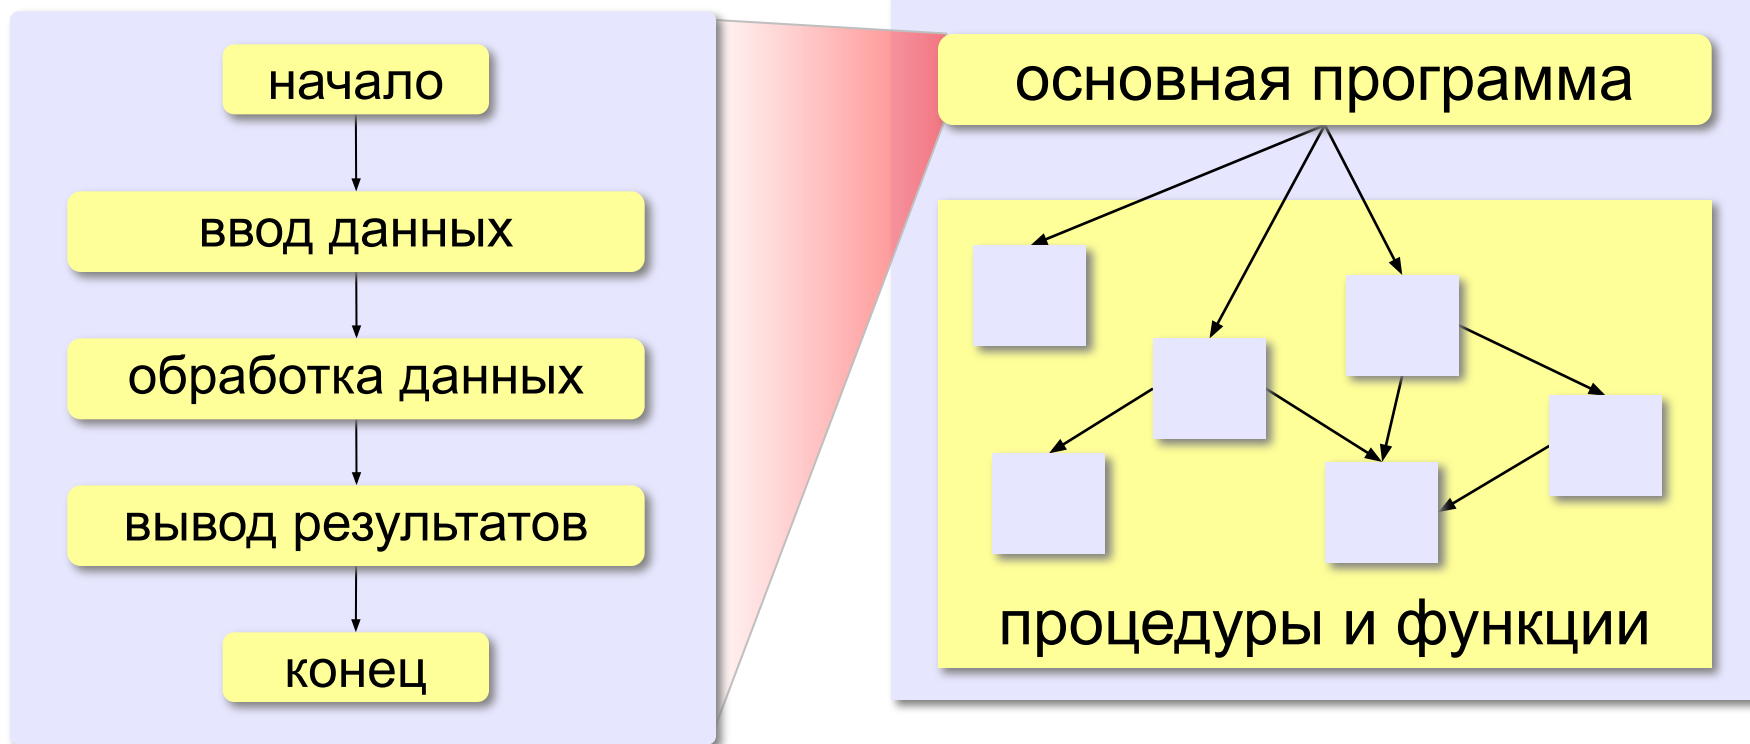 начало
ввод данных
обработка данных
вывод результатов
конец
основная программа
процедуры и функции